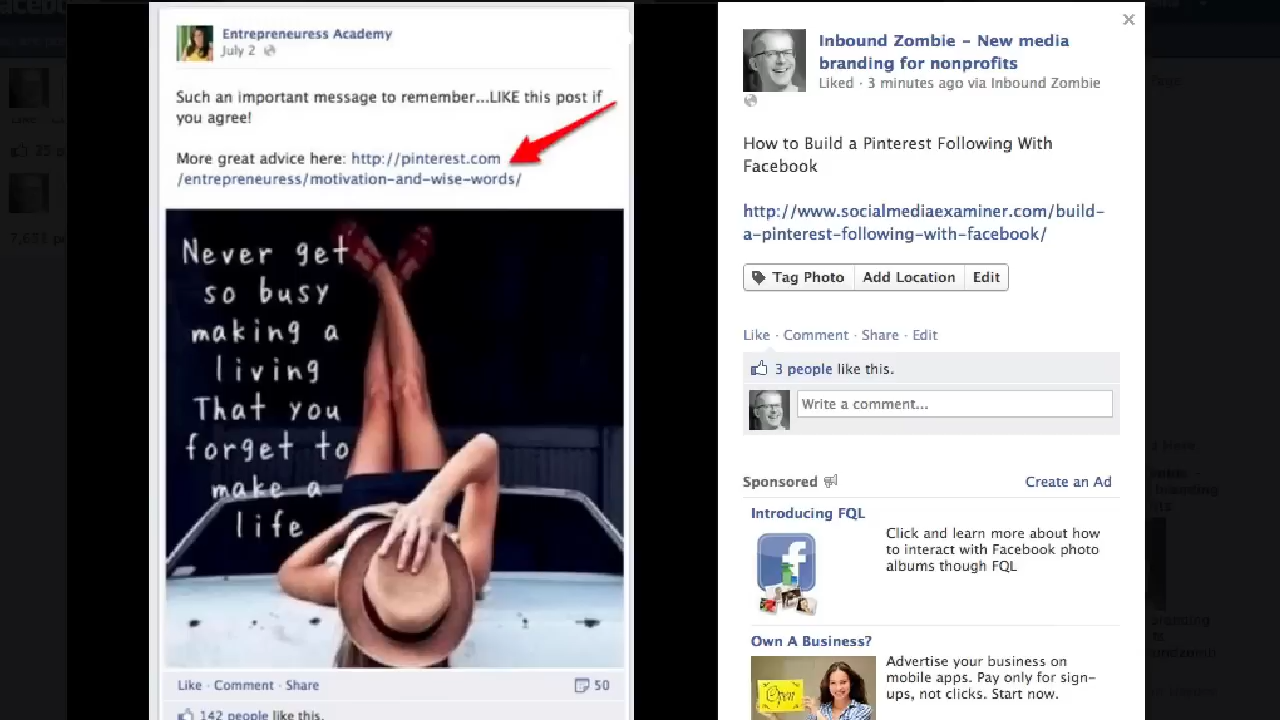 Entrepreneuress Academy
July 2
Such an important message to remember...LIKE this post if
you agree!
More great advice here: http://pinterest.com
/entrepreneuress/motivation-and-wise-words/
Never get
so busy
making a
living
That you
forget to
make a
life
Like · Comment · Share
50
142 people like this.
Inbound Zombie – New media
branding for nonprofits
Liked · 3 minutes ago via Inbound Zombie
How to Build a Pinterest Following With
Facebook
http://www.socialmediaexaminer.com/build-
a-pinterest-following-with-facebook/
Tag Photo Add Location Edit
Like · Comment · Share · Edit
3 people like this.
Write a comment...
Sponsored
Create an Ad
Introducing FQL
Click and learn more about how
to interact with Facebook photo
albums though FQL
Own A Business?
Open
Advertise your business on
mobile apps. Pay only for sign-
ups, not clicks. Start now.